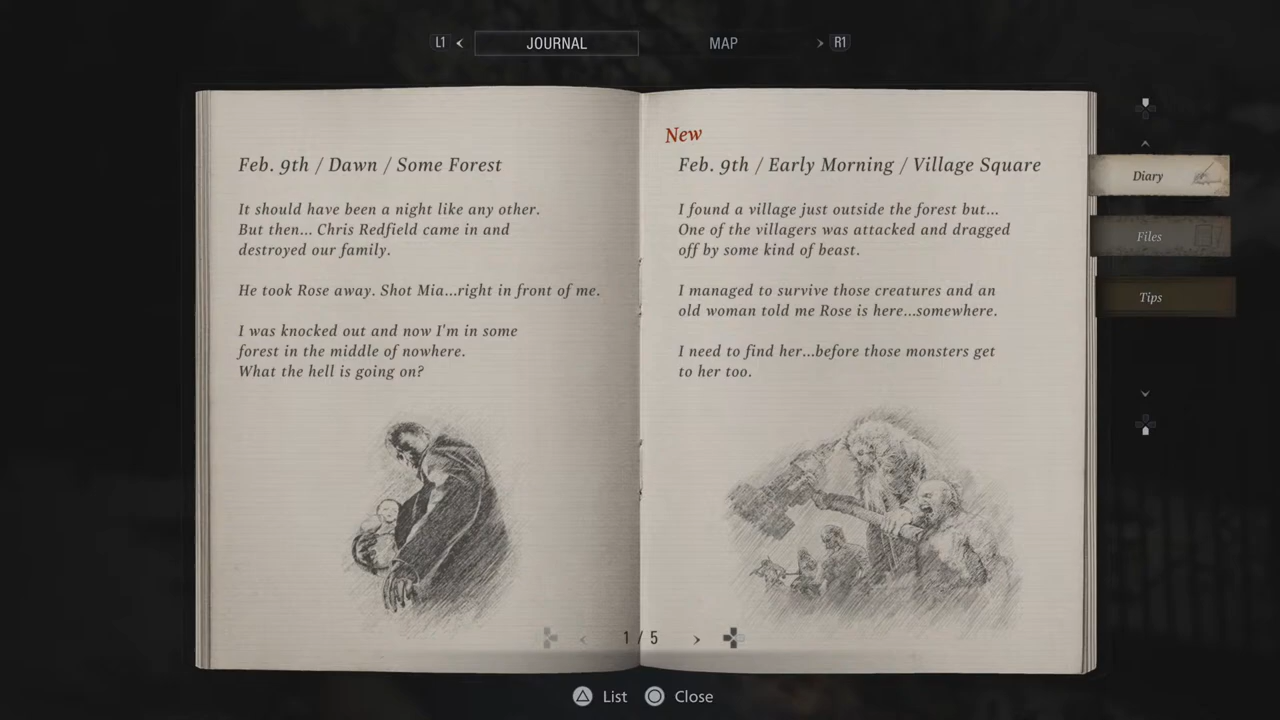 L1 JOURNAL MAP R1
Feb. 9th / Dawn / Some Forest
It should have been a night like any other.
But then... Chris Redfield came in and
destroyed our family.
He took Rose away. Shot Mia...right in front of me.
I was knocked out and now I'm in some
forest in the middle of nowhere.
What the hell is going on?
New
Feb. 9th / Early Morning / Village Square
I found a village just outside the forest but...
One of the villagers was attacked and dragged
off by some kind of beast.
I managed to survive those creatures and an
old woman told me Rose is here...somewhere.
I need to find her...before those monsters get
to her too.
Diary
Files
Tips
1 / 5
List Close